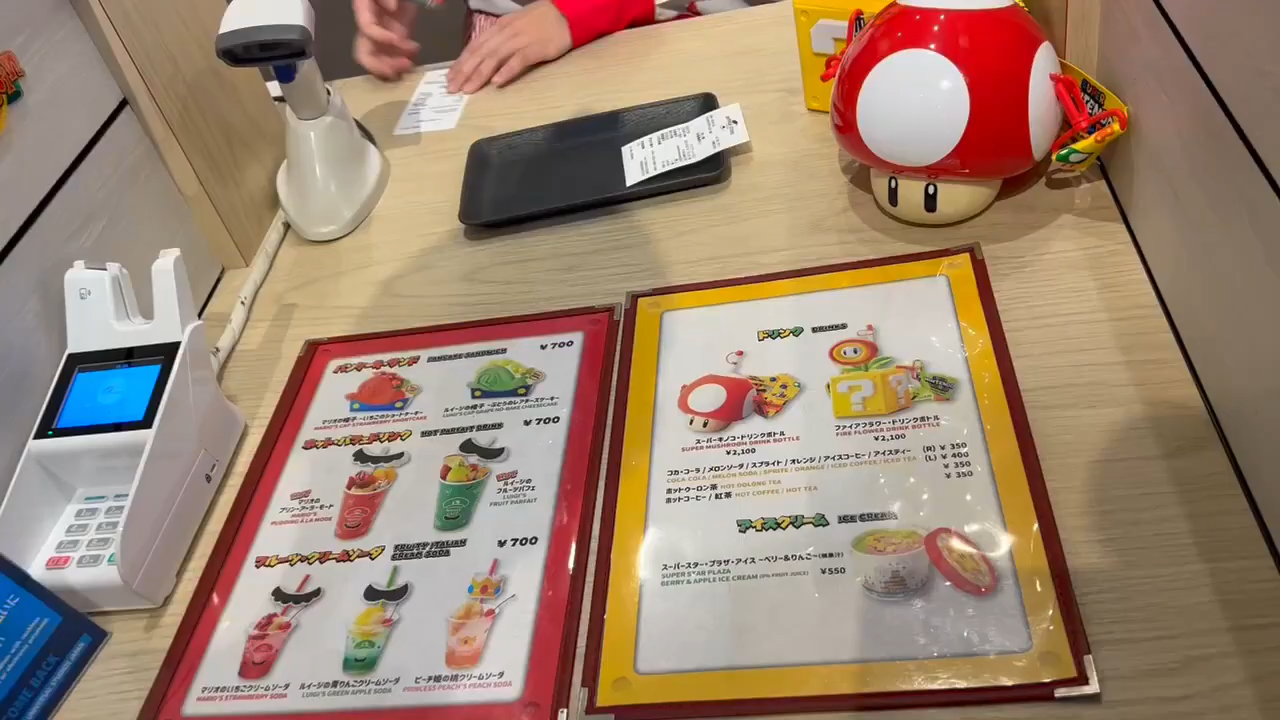 パンケーキ・サンド PANCAKE SANDWICH ¥700
マリオの帽子 ~いちごのショートケーキ~
MARIO'S CAP STRAWBERRY SHORTCAKE
ルイージの帽子 ~ぶどうのレアチーズケーキ~
LUIGI'S CAP GRAPE NO-BAKE CHEESECAKE
¥700
マリオの
プリン・ア・ラ・モード
MARIO'S
PUDDING À LA MODE
ルイージの
フルーツパフェ
LUIGI'S
FRUIT PARFAIT
フルーツ・クリームソーダ FRUITY ITALIAN
CREAM SODA
¥700
マリオのいちごクリームソーダ
MARIO'S STRAWBERRY SODA
ルイージの青りんごクリームソーダ
LUIGI'S GREEN APPLE SODA
ピーチ姫の桃クリームソーダ
PRINCESS PEACH'S PEACH SODA
ドリンク DRINKS
スーパーキノコ・ドリンクボトル
SUPER MUSHROOM DRINK BOTTLE
¥2,100
ファイアフラワー・ドリンクボトル
FIRE FLOWER DRINK BOTTLE
¥2,100
コカ・コーラ / メロンソーダ / スプライト / オレンジ / アイスコーヒー / アイスティー (R) ¥ 350
COCA-COLA / MELON SODA / SPRITE / ORANGE / ICED COFFEE / ICED TEA (L) ¥ 400
ホットウーロン茶 HOT OOLONG TEA ¥ 350
ホットコーヒー / 紅茶 HOT COFFEE / HOT TEA ¥ 350
アイスクリーム ICE CREAM
スーパースター・プラザ・アイス ~ベリー&りんご~ (無果汁)
SUPER STAR PLAZA
BERRY & APPLE ICE CREAM (0% FRUIT JUICE) ¥550